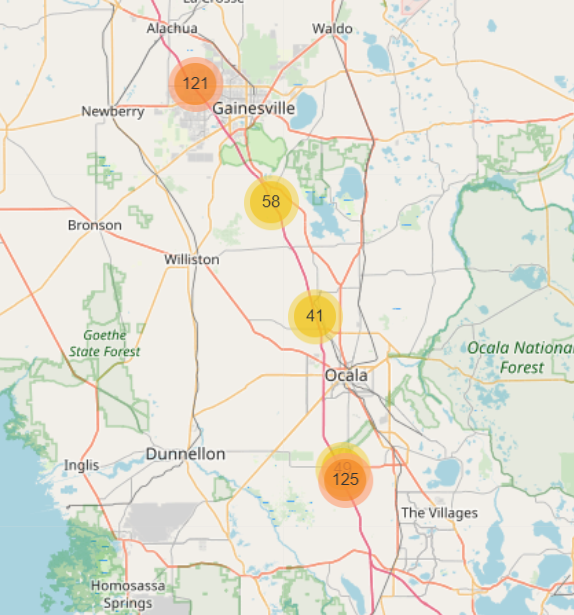 La Crosse
Alachua
Waldo
121
Newberry
Gainesville
58
Bronson
Williston
41
Goethe
State Forest
Ocala National
Forest
Ocala
Dunnellon
Inglis
49
125
The Villages
Homosassa
Springs